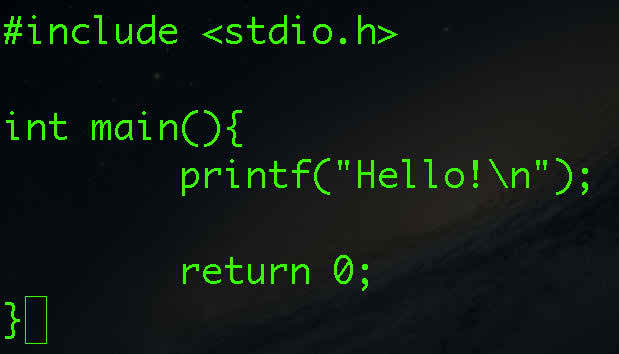 #include <stdio.h>
int main(){
printf("Hello!\n");
return 0;
}